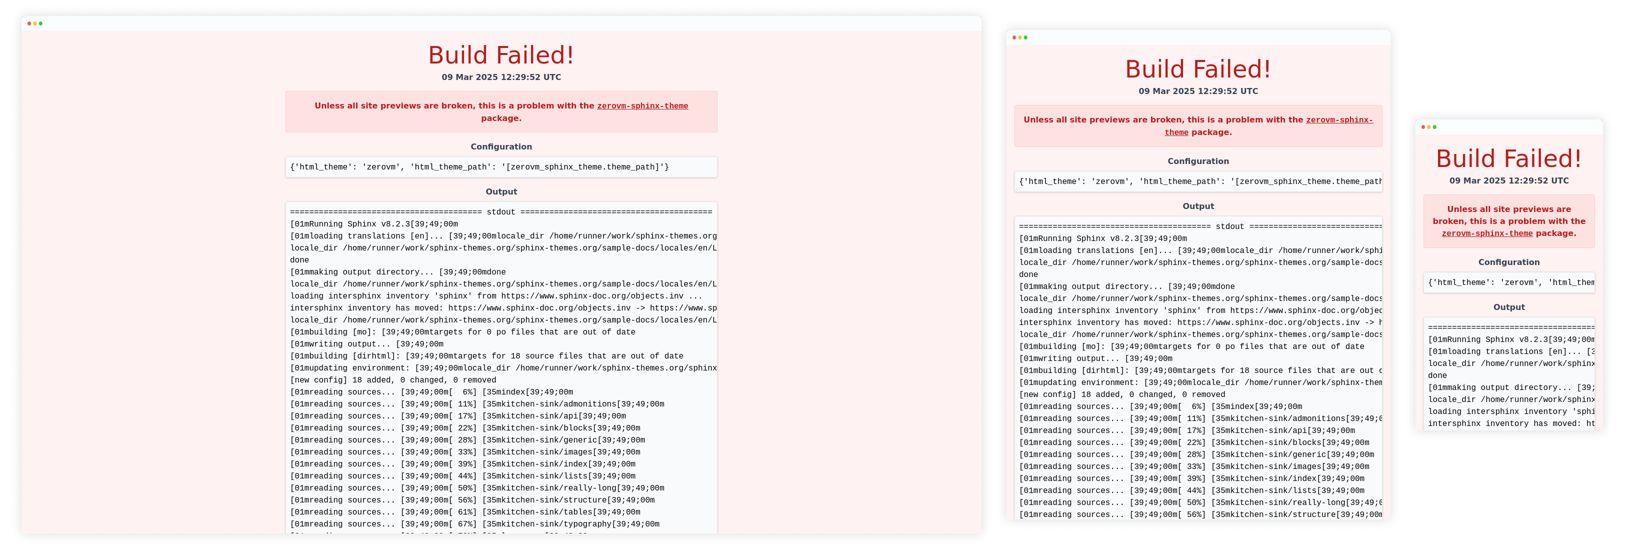 Build Failed!
09 Mar 2025 12:29:52 UTC
Unless all site previews are broken, this is a problem with the zerovm-sphinx-theme
package.
Configuration
{'html_theme': 'zerovm', 'html_theme_path': '[zerovm_sphinx_theme.theme_path]'}
Output
======================================== stdout ========================================
[01mRunning Sphinx v8.2.3[39;49;00m
[01mloading translations [en]... [39;49;00mlocale_dir /home/runner/work/sphinx-themes.org
locale_dir /home/runner/work/sphinx-themes.org/sphinx-themes.org/sample-docs/locales/en/L
done
[01mmaking output directory... [39;49;00mdone
locale_dir /home/runner/work/sphinx-themes.org/sphinx-themes.org/sample-docs/locales/en/L
loading intersphinx inventory 'sphinx' from https://www.sphinx-doc.org/objects.inv ...
intersphinx inventory has moved: https://www.sphinx-doc.org/objects.inv -> https://www.sp
locale_dir /home/runner/work/sphinx-themes.org/sphinx-themes.org/sample-docs/locales/en/L
[01mbuilding [mo]: [39;49;00mtargets for 0 po files that are out of date
[01mwriting output... [39;49;00m
[01mbuilding [dirhtml]: [39;49;00mtargets for 18 source files that are out of date
[01mupdating environment: [39;49;00mlocale_dir /home/runner/work/sphinx-themes.org/sphinx
[new config] 18 added, 0 changed, 0 removed
[01mreading sources... [39;49;00m[  6%] [35mindex[39;49;00m
[01mreading sources... [39;49;00m[ 11%] [35mkitchen-sink/admonitions[39;49;00m
[01mreading sources... [39;49;00m[ 17%] [35mkitchen-sink/api[39;49;00m
[01mreading sources... [39;49;00m[ 22%] [35mkitchen-sink/blocks[39;49;00m
[01mreading sources... [39;49;00m[ 28%] [35mkitchen-sink/generic[39;49;00m
[01mreading sources... [39;49;00m[ 33%] [35mkitchen-sink/images[39;49;00m
[01mreading sources... [39;49;00m[ 39%] [35mkitchen-sink/index[39;49;00m
[01mreading sources... [39;49;00m[ 44%] [35mkitchen-sink/lists[39;49;00m
[01mreading sources... [39;49;00m[ 50%] [35mkitchen-sink/really-long[39;49;00m
[01mreading sources... [39;49;00m[ 56%] [35mkitchen-sink/structure[39;49;00m
[01mreading sources... [39;49;00m[ 61%] [35mkitchen-sink/tables[39;49;00m
[01mreading sources... [39;49;00m[ 67%] [35mkitchen-sink/typography[39;49;00m
Build Failed!
09 Mar 2025 12:29:52 UTC
Unless all site previews are broken, this is a problem with the zerovm-sphinx-
theme package.
Configuration
{'html_theme': 'zerovm', 'html_theme_path': '[zerovm_sphinx_theme.theme_path
Output
======================================== stdout ==============================
[01mRunning Sphinx v8.2.3[39;49;00m
[01mloading translations [en]... [39;49;00mlocale_dir /home/runner/work/sphi
locale_dir /home/runner/work/sphinx-themes.org/sphinx-themes.org/sample-docs
done
[01mmaking output directory... [39;49;00mdone
locale_dir /home/runner/work/sphinx-themes.org/sphinx-themes.org/sample-docs
loading intersphinx inventory 'sphinx' from https://www.sphinx-doc.org/objec
intersphinx inventory has moved: https://www.sphinx-doc.org/objects.inv -> h
locale_dir /home/runner/work/sphinx-themes.org/sphinx-themes.org/sample-docs
[01mbuilding [mo]: [39;49;00mtargets for 0 po files that are out of date
[01mwriting output... [39;49;00m
[01mbuilding [dirhtml]: [39;49;00mtargets for 18 source files that are out o
[01mupdating environment: [39;49;00mlocale_dir /home/runner/work/sphinx-them
[new config] 18 added, 0 changed, 0 removed
[01mreading sources... [39;49;00m[  6%] [35mindex[39;49;00m
[01mreading sources... [39;49;00m[ 11%] [35mkitchen-sink/admonitions[39;49;0
[01mreading sources... [39;49;00m[ 17%] [35mkitchen-sink/api[39;49;00m
[01mreading sources... [39;49;00m[ 22%] [35mkitchen-sink/blocks[39;49;00m
[01mreading sources... [39;49;00m[ 28%] [35mkitchen-sink/generic[39;49;00m
[01mreading sources... [39;49;00m[ 33%] [35mkitchen-sink/images[39;49;00m
[01mreading sources... [39;49;00m[ 39%] [35mkitchen-sink/index[39;49;00m
[01mreading sources... [39;49;00m[ 44%] [35mkitchen-sink/lists[39;49;00m
[01mreading sources... [39;49;00m[ 50%] [35mkitchen-sink/really-long[39;49;0
[01mreading sources... [39;49;00m[ 56%] [35mkitchen-sink/structure[39;49;00m
Build Failed!
09 Mar 2025 12:29:52 UTC
Unless all site previews are
broken, this is a problem with the
zerovm-sphinx-theme package.
Configuration
{'html_theme': 'zerovm', 'html_them
Output
===================================
[01mRunning Sphinx v8.2.3[39;49;00m
[01mloading translations [en]... [3
locale_dir /home/runner/work/sphinx
done
[01mmaking output directory... [39;
locale_dir /home/runner/work/sphinx
loading intersphinx inventory 'sphi
intersphinx inventory has moved: ht